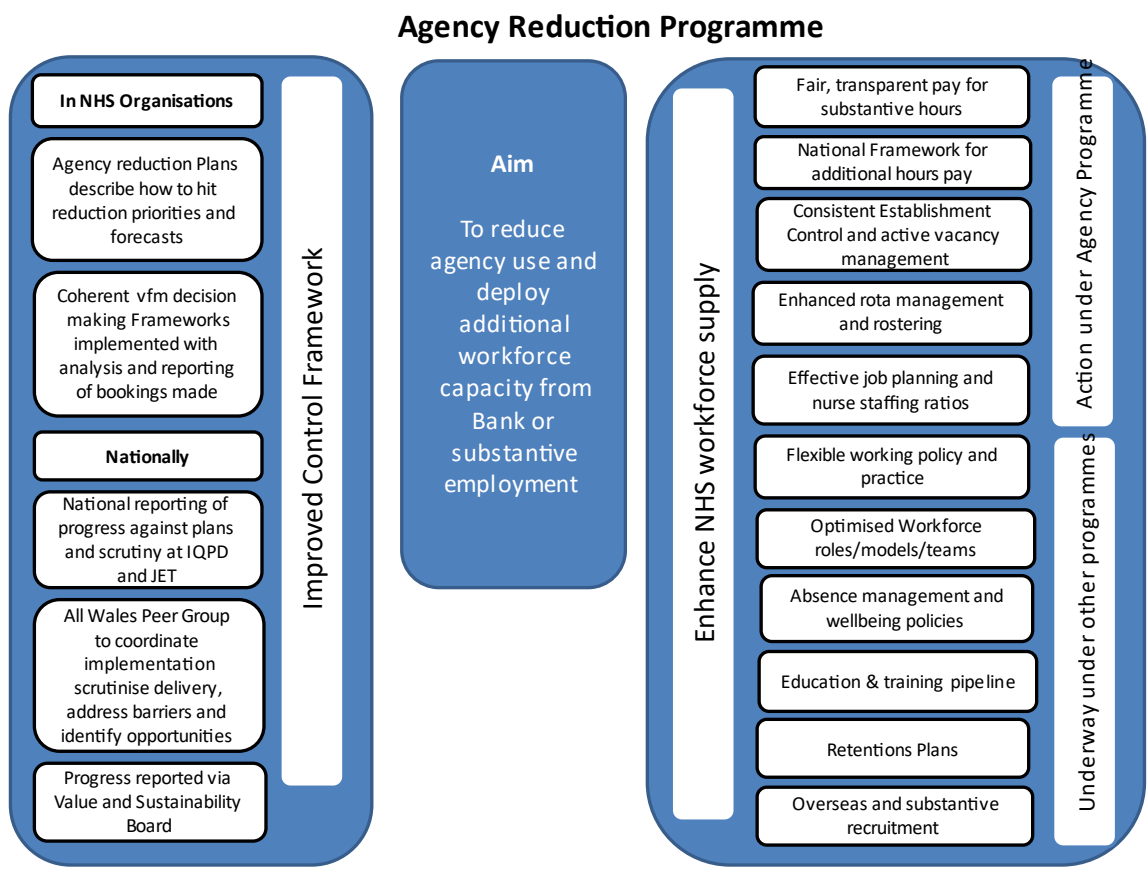 Agency Reduction Programme
In NHS Organisations
Agency reduction Plans
describe how to hit
reduction priorities and
forecasts
Coherent vfm decision
making Frameworks
implemented with
analysis and reporting
of bookings made
Nationally
National reporting of
progress against plans
and scrutiny at IQPD
and JET
All Wales Peer Group
to coordinate
implementation
scrutinise delivery,
address barriers and
identify opportunities
Progress reported via
Value and Sustainability
Board
Improved Control Framework
Aim
To reduce
agency use and
deploy
additional
workforce
capacity from
Bank or
substantive
employment
Enhance NHS workforce supply
Fair, transparent pay for
substantive hours
National Framework for
additional hours pay
Consistent Establishment
Control and active vacancy
management
Enhanced rota management
and rostering
Effective job planning and
nurse staffing ratios
Flexible working policy and
practice
Optimised Workforce
roles/models/teams
Absence management and
wellbeing policies
Education & training pipeline
Retentions Plans
Overseas and substantive
recruitment
Action under Agency Programme
Underway under other programmes